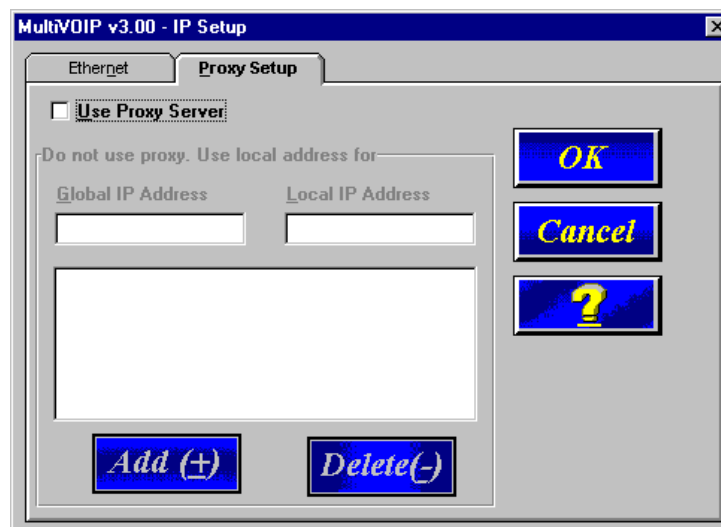 MultiVOIP v3.00 - IP Setup
Ethernet
Proxy Setup
Use Proxy Server
Do not use proxy. Use local address for
Global IP Address
Local IP Address
OK
Cancel
?
Add (+)
Delete(-)